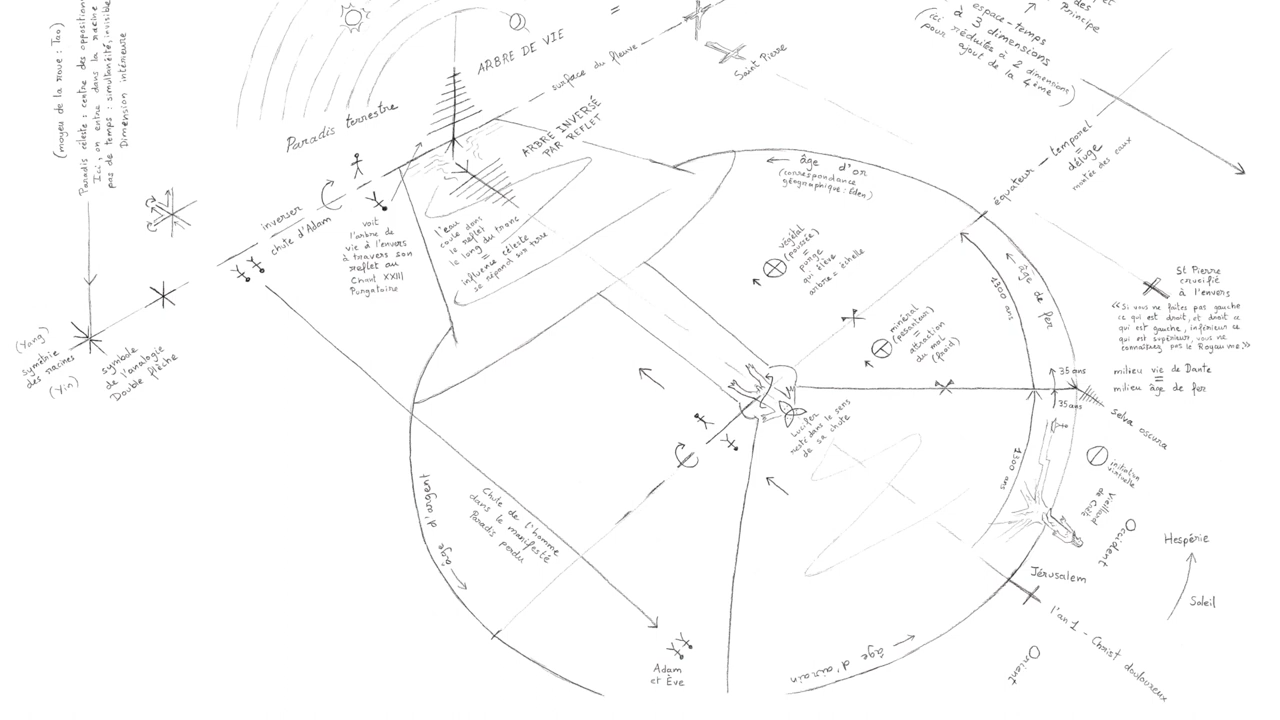 (moyeu de la roue : Tao)
Paradis céleste : centre des oppositions
Ici, on entre dans la racine
pas de temps : simultanéité, invisible
Dimension intérieure
ARBRE DE VIE
=
surface du fleuve
Saint Pierre
ARBRE INVERSÉ
PAR REFLET
Paradis terrestre
espace-temps
à 3 dimensions
(ici réduites à 2 dimensions
pour ajout de la 4ème)
des
Principe
équateur temporel
=
déluge
montée des eaux
← âge d'or
(correspondance
géographique : Eden)
inverser
chute d'Adam
voit
l'arbre de
vie à l'envers
à travers son
reflet au
Chant XXIII
Purgatoire
l'eau
coule dans
le reflet
le long du tronc
=
influence céleste
se répand sur terre
végétal
(poussée)
=
purge
qui élève
arbre = échelle
minéral
(pesanteur)
=
attraction
du mal
(froid)
← âge de fer
1300 ans
St Pierre
crucifié
à l'envers
«Si vous ne faites pas gauche
ce qui est droit, et droit ce
qui est gauche, inférieur ce
qui est supérieur, vous ne
connaîtrez pas le Royaume.»
milieu vie de Dante
=
milieu âge de fer
35 ans
35 ans
selva oscura
1300 ans
initiation
virtuelle
Vieillard
de Crète
Occident
Hespérie
Soleil
Jérusalem
l'an 1 - Christ douloureux
Orient
Lucifer
resté dans le sens
de sa chute
(Yang)
symétrie
des racines
(Yin)
symbole
de l'analogie
Double flèche
← âge d'argent
Chute de l'homme
dans le manifesté
Paradis perdu
Adam
et Ève
← âge d'airain